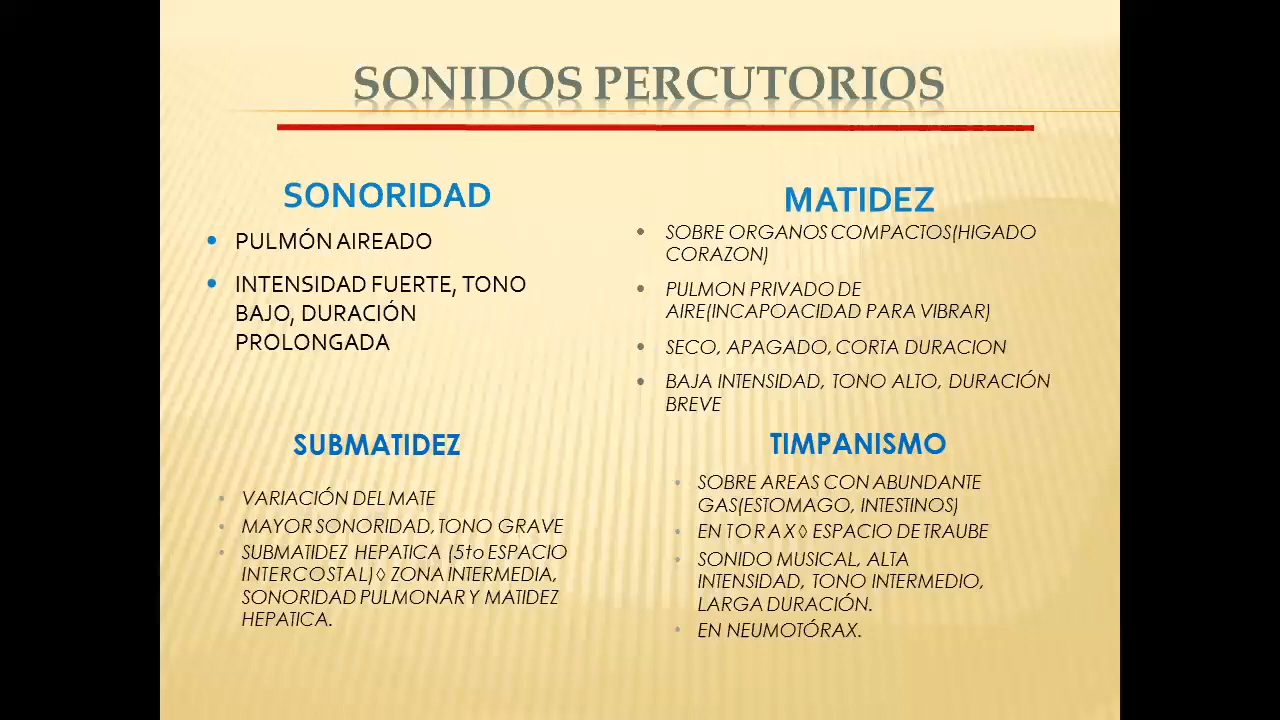 SONIDOS PERCUTORIOS
SONORIDAD
• PULMÓN AIREADO
• INTENSIDAD FUERTE, TONO
BAJO, DURACIÓN
PROLONGADA
MATIDEZ
• SOBRE ORGANOS COMPACTOS(HIGADO
CORAZON)
• PULMON PRIVADO DE
AIRE(INCAPOACIDAD PARA VIBRAR)
• SECO, APAGADO, CORTA DURACION
• BAJA INTENSIDAD, TONO ALTO, DURACIÓN
BREVE
SUBMATIDEZ
• VARIACIÓN DEL MATE
• MAYOR SONORIDAD, TONO GRAVE
• SUBMATIDEZ HEPATICA (5to ESPACIO
INTERCOSTAL)◊ ZONA INTERMEDIA,
SONORIDAD PULMONAR Y MATIDEZ
HEPATICA.
TIMPANISMO
• SOBRE AREAS CON ABUNDANTE
GAS(ESTOMAGO, INTESTINOS)
• EN T O R A X ◊ ESPACIO DE TRAUBE
• SONIDO MUSICAL, ALTA
INTENSIDAD, TONO INTERMEDIO,
LARGA DURACIÓN.
• EN NEUMOTÓRAX.